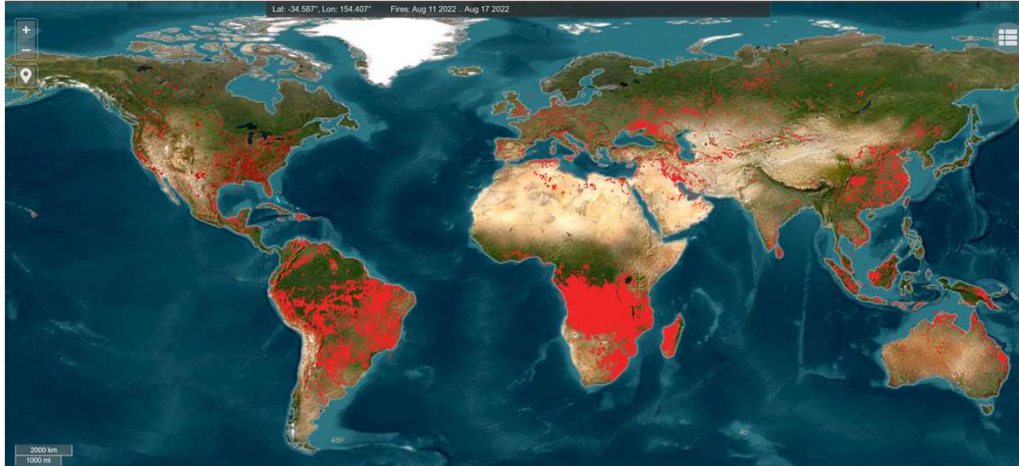 Lat: -34.587°, Lon: 154.407° Fires: Aug 11 2022 .. Aug 17 2022
+
−
2000 km
1000 mi